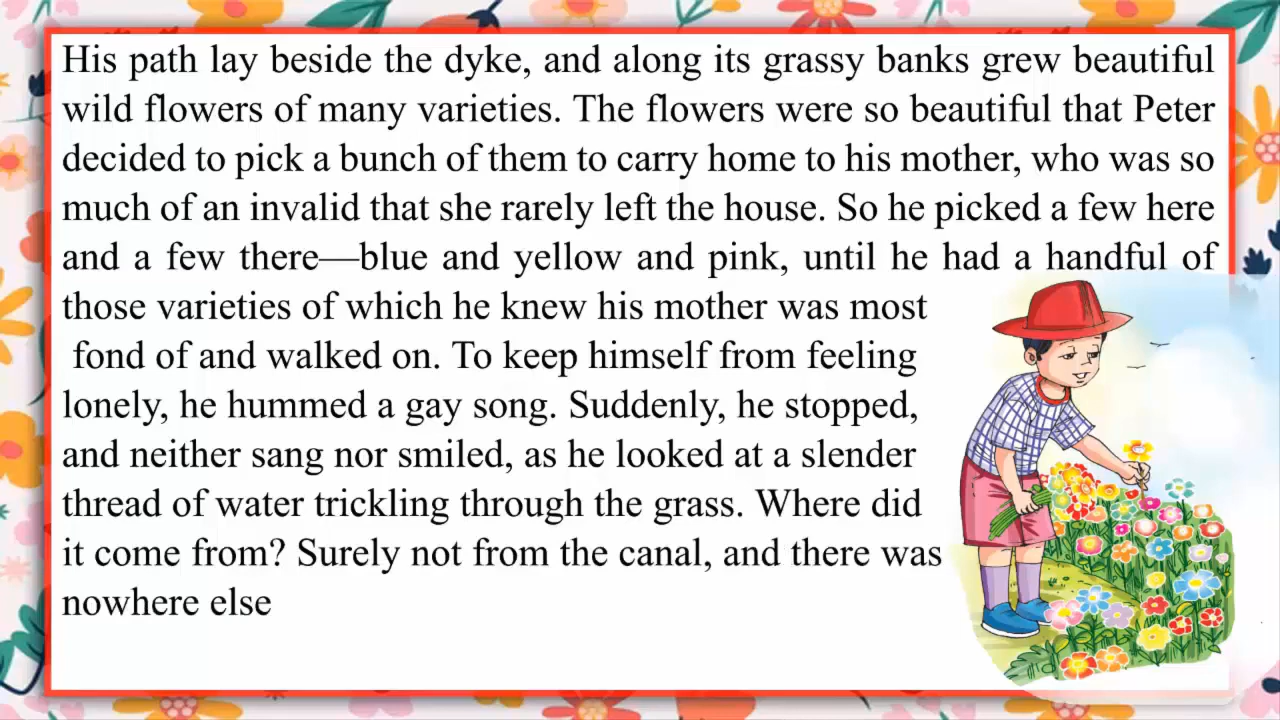 His path lay beside the dyke, and along its grassy banks grew beautiful
wild flowers of many varieties. The flowers were so beautiful that Peter
decided to pick a bunch of them to carry home to his mother, who was so
much of an invalid that she rarely left the house. So he picked a few here
and a few there—blue and yellow and pink, until he had a handful of
those varieties of which he knew his mother was most
fond of and walked on. To keep himself from feeling
lonely, he hummed a gay song. Suddenly, he stopped,
and neither sang nor smiled, as he looked at a slender
thread of water trickling through the grass. Where did
it come from? Surely not from the canal, and there was
nowhere else